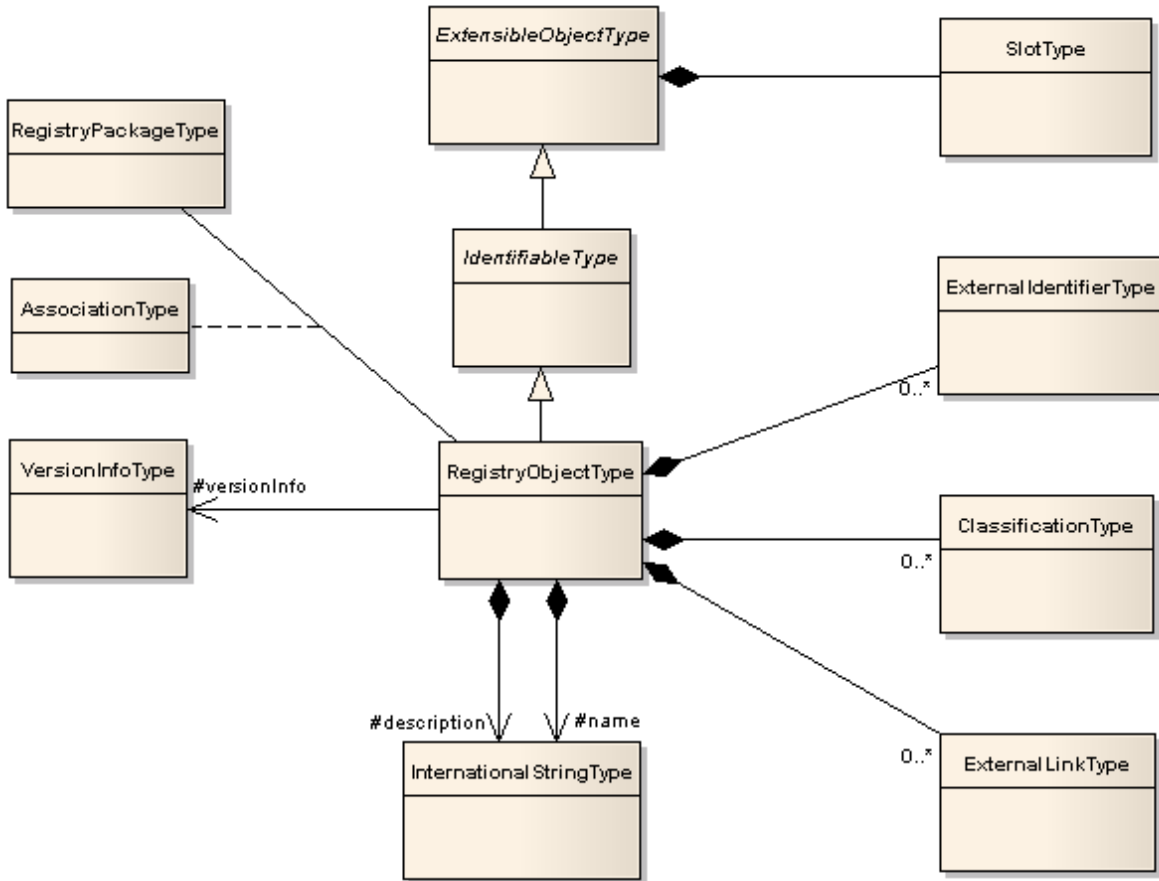 ExtensibleObjectType
SlotType
RegistryPackageType
IdentifiableType
ExternalIdentifierType
AssociationType
0..*
VersionInfoType
#versionInfo
RegistryObjectType
ClassificationType
0..*
#description
#name
InternationalStringType
0..*
ExternalLinkType